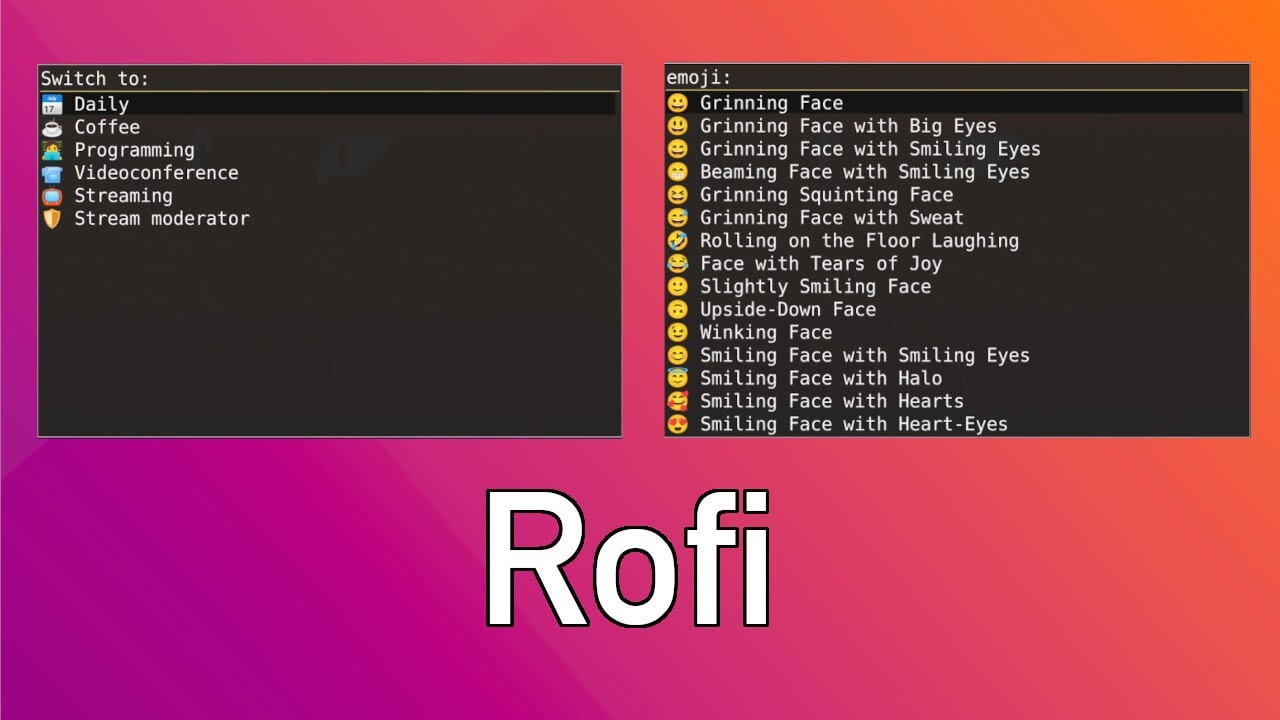 Switch to:
📅 Daily
☕ Coffee
🧑‍💻 Programming
📹 Videoconference
📺 Streaming
🛡️ Stream moderator
emoji:
😀 Grinning Face
😃 Grinning Face with Big Eyes
😄 Grinning Face with Smiling Eyes
😁 Beaming Face with Smiling Eyes
😆 Grinning Squinting Face
😅 Grinning Face with Sweat
🤣 Rolling on the Floor Laughing
😂 Face with Tears of Joy
🙂 Slightly Smiling Face
🙃 Upside-Down Face
😉 Winking Face
😊 Smiling Face with Smiling Eyes
😇 Smiling Face with Halo
🥰 Smiling Face with Hearts
😍 Smiling Face with Heart-Eyes
Rofi